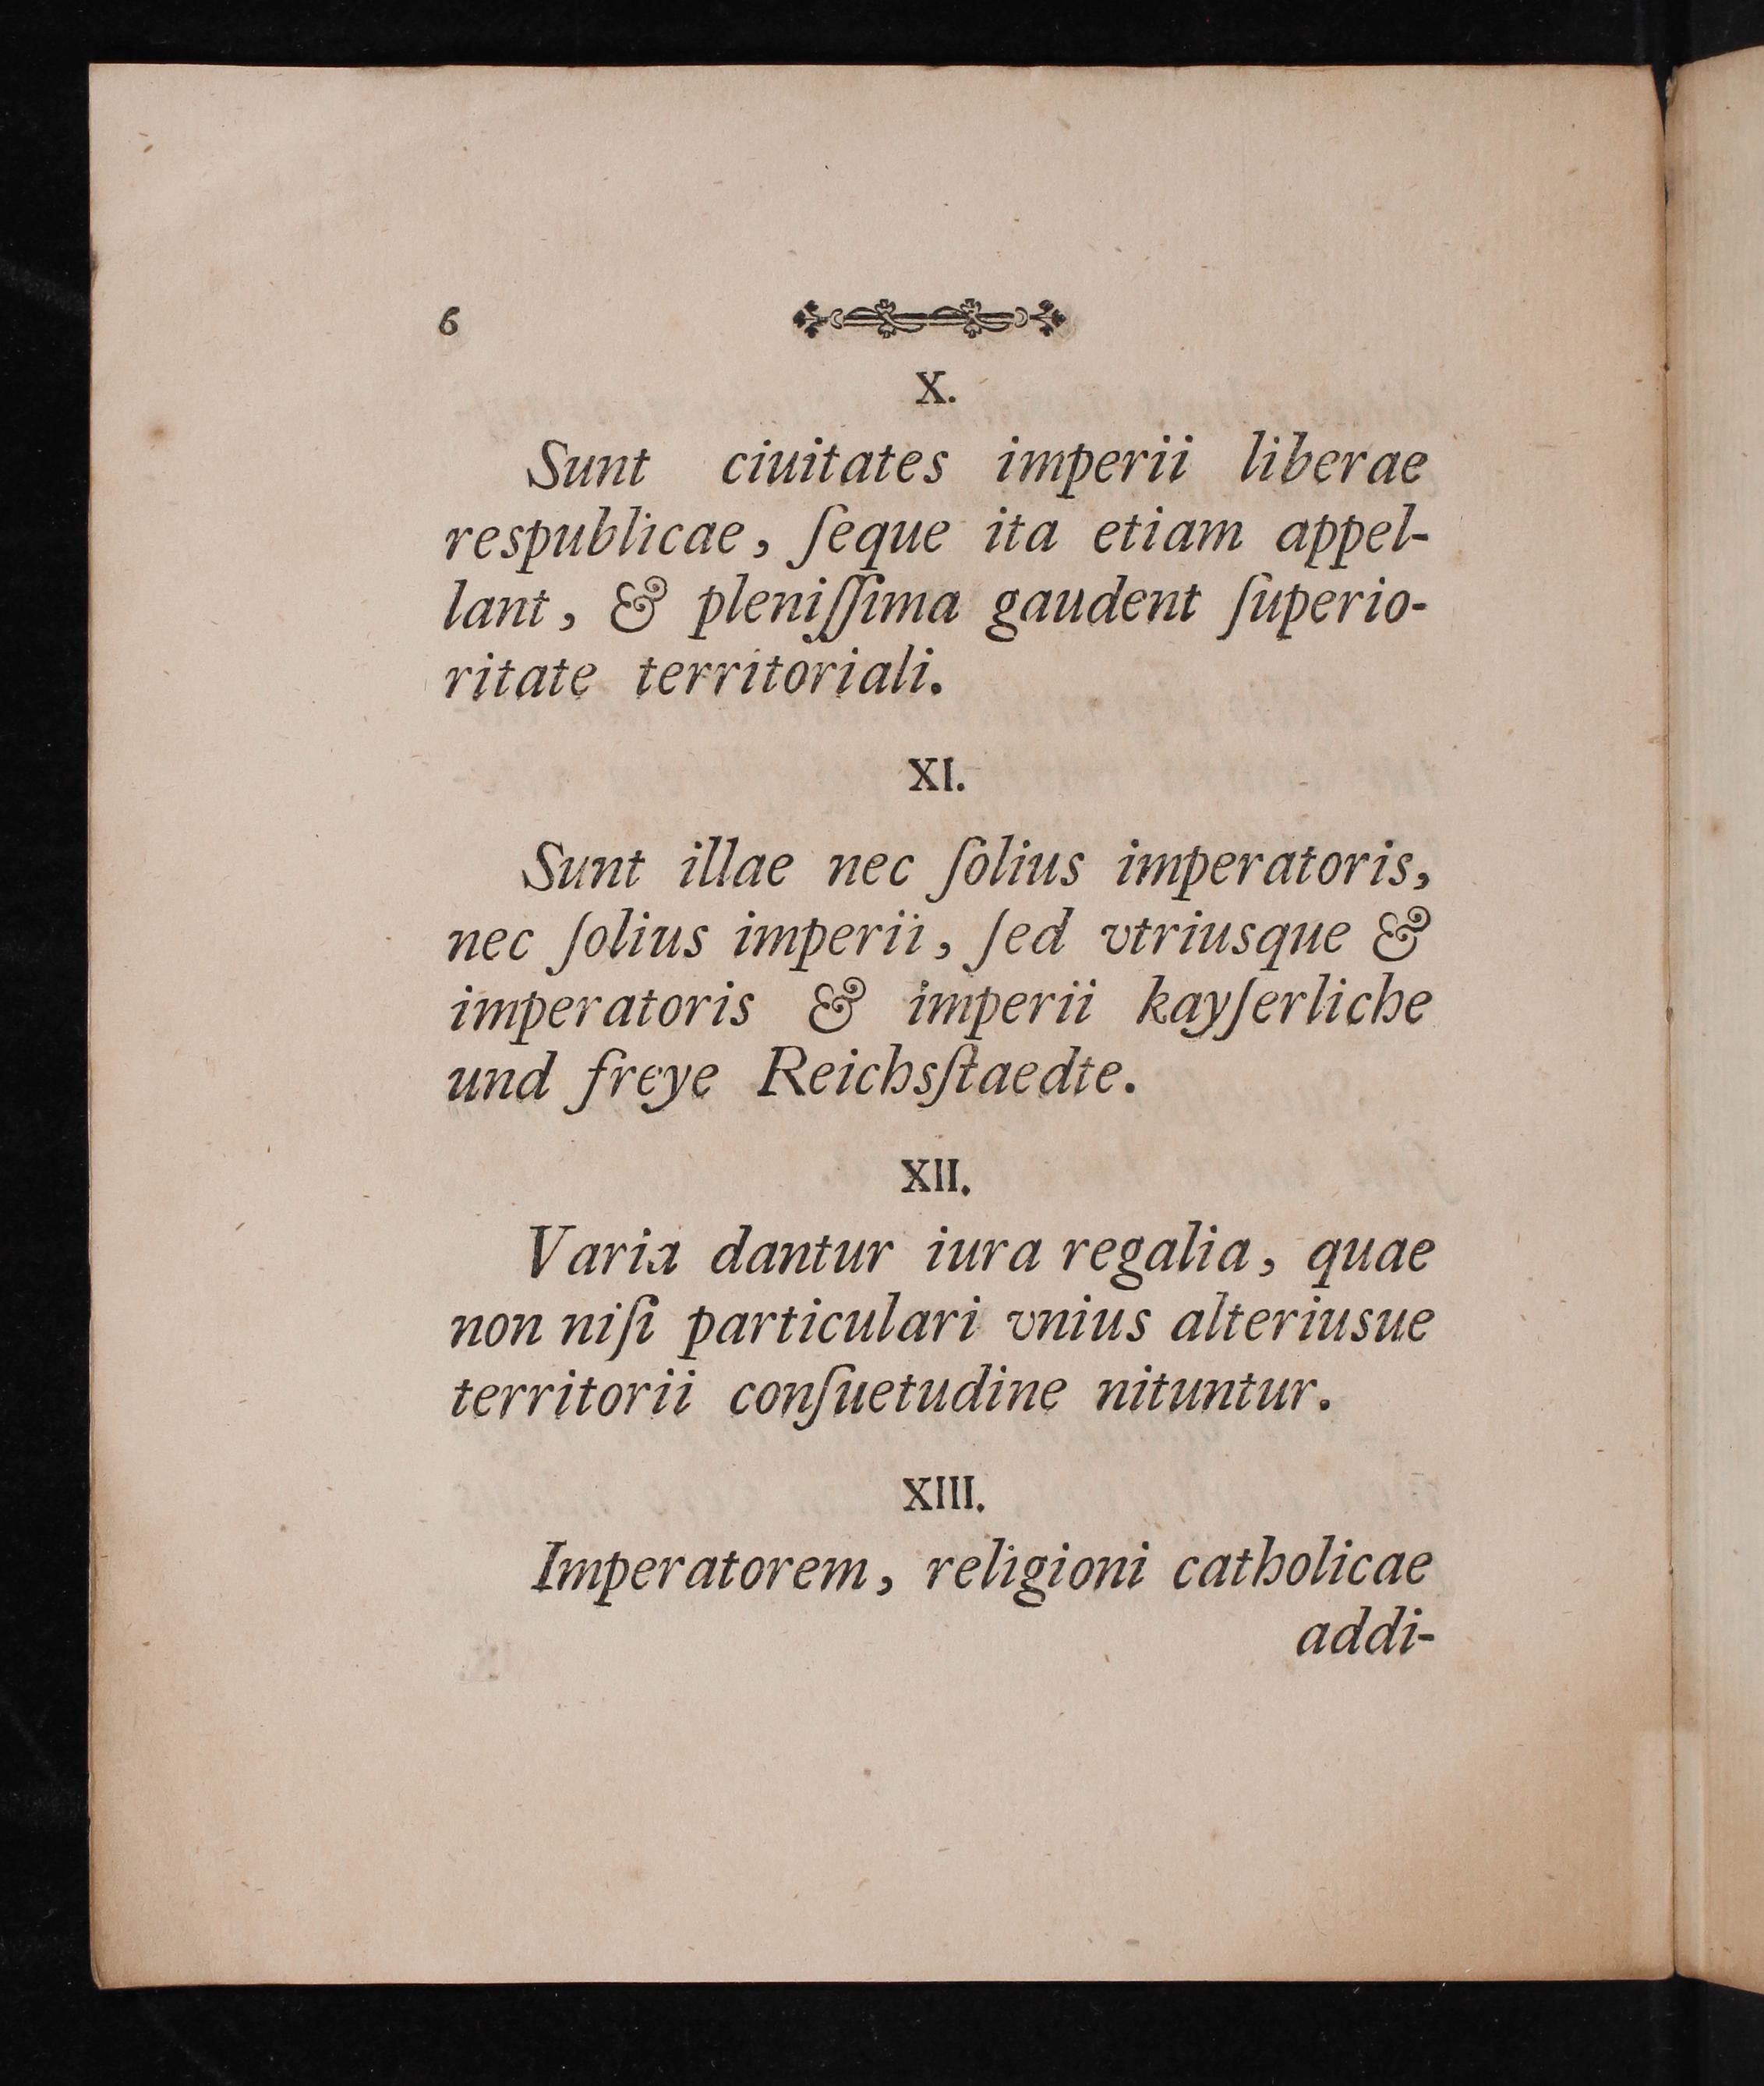 6
X.
Sunt ciuitates imperii liberae
respublicae, ſeque ita etiam appel-
lant, & pleniſſima gaudent ſuperio-
ritate territoriali.
XI.
Sunt illae nec ſolius imperatoris,
nec ſolius imperii, ſed vtriusque &
imperatoris & imperii kayſerliche
und freye Reichsſtaedte.
XII.
Varia dantur iura regalia, quae
non niſi particulari vnius alteriusue
territorii conſuetudine nituntur.
XIII.
Imperatorem, religioni catholicae
addi-